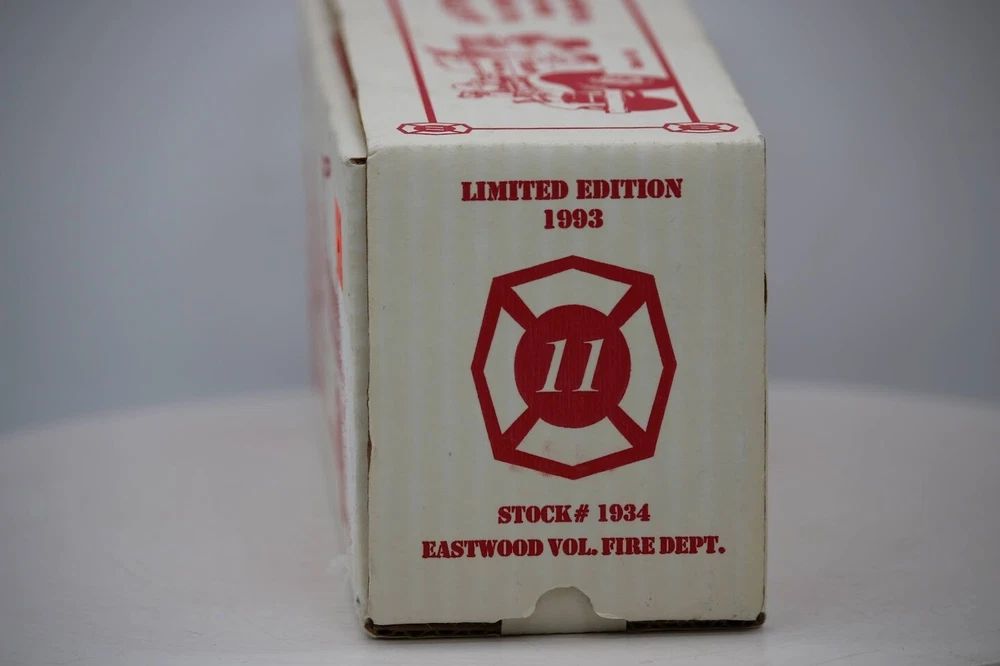 LIMITED EDITION
1993
11
STOCK# 1934
EASTWOOD VOL. FIRE DEPT.